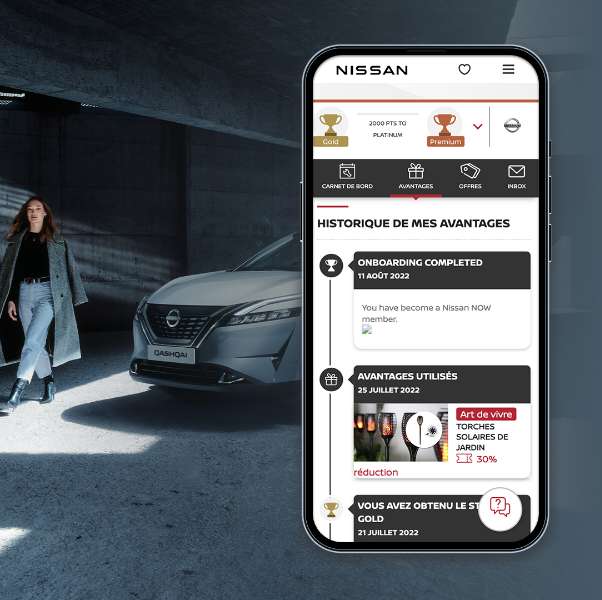 NISSAN
2000 PTS TO
PLATINUM
Gold
Premium
CARNET DE BORD
AVANTAGES
OFFRES
INBOX
HISTORIQUE DE MES AVANTAGES
ONBOARDING COMPLETED
11 AOÛT 2022
You have become a Nissan NOW
member.
AVANTAGES UTILISÉS
25 JUILLET 2022
Art de vivre
TORCHES
SOLAIRES DE
JARDIN
30%
réduction
VOUS AVEZ OBTENU LE ST
GOLD
21 JUILLET 2022
QASHQAI